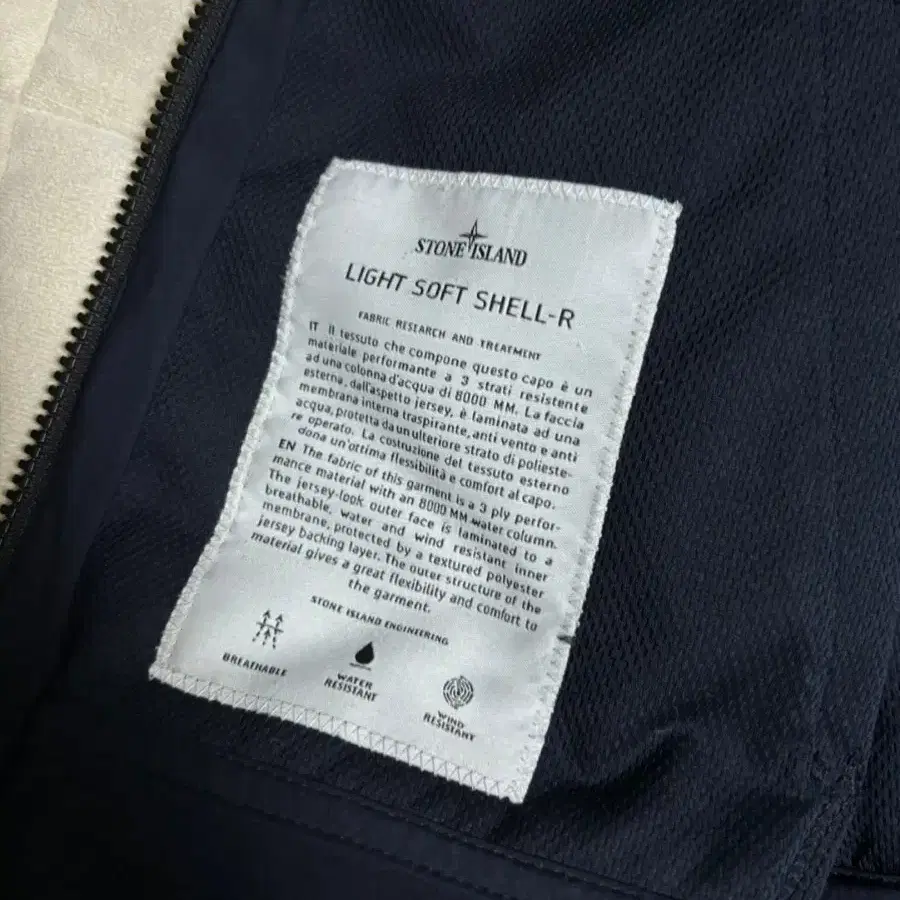 STONE ISLAND
LIGHT SOFT SHELL-R
FABRIC RESEARCH AND TREATMENT
IT Il tessuto che compone questo capo è un
materiale performante a 3 strati resistente
ad una colonna d'acqua di 8000 MM. La faccia
esterna, dall'aspetto jersey, è laminata ad una
membrana interna traspirante, anti vento e anti
acqua, protetta da un ulteriore strato di polieste-
re operato. La costruzione del tessuto esterno
dona un'ottima flessibilità e comfort al capo.
EN The fabric of this garment is a 3 ply perfor-
mance material with an 8000 MM water column.
The jersey-look outer face is laminated to a
breathable, water and wind resistant inner
membrane, protected by a textured polyester
jersey backing layer. The outer structure of the
material gives a great flexibility and comfort to
the garment.
STONE ISLAND ENGINEERING
BREATHABLE
WATER
RESISTANT
WIND
RESISTANT